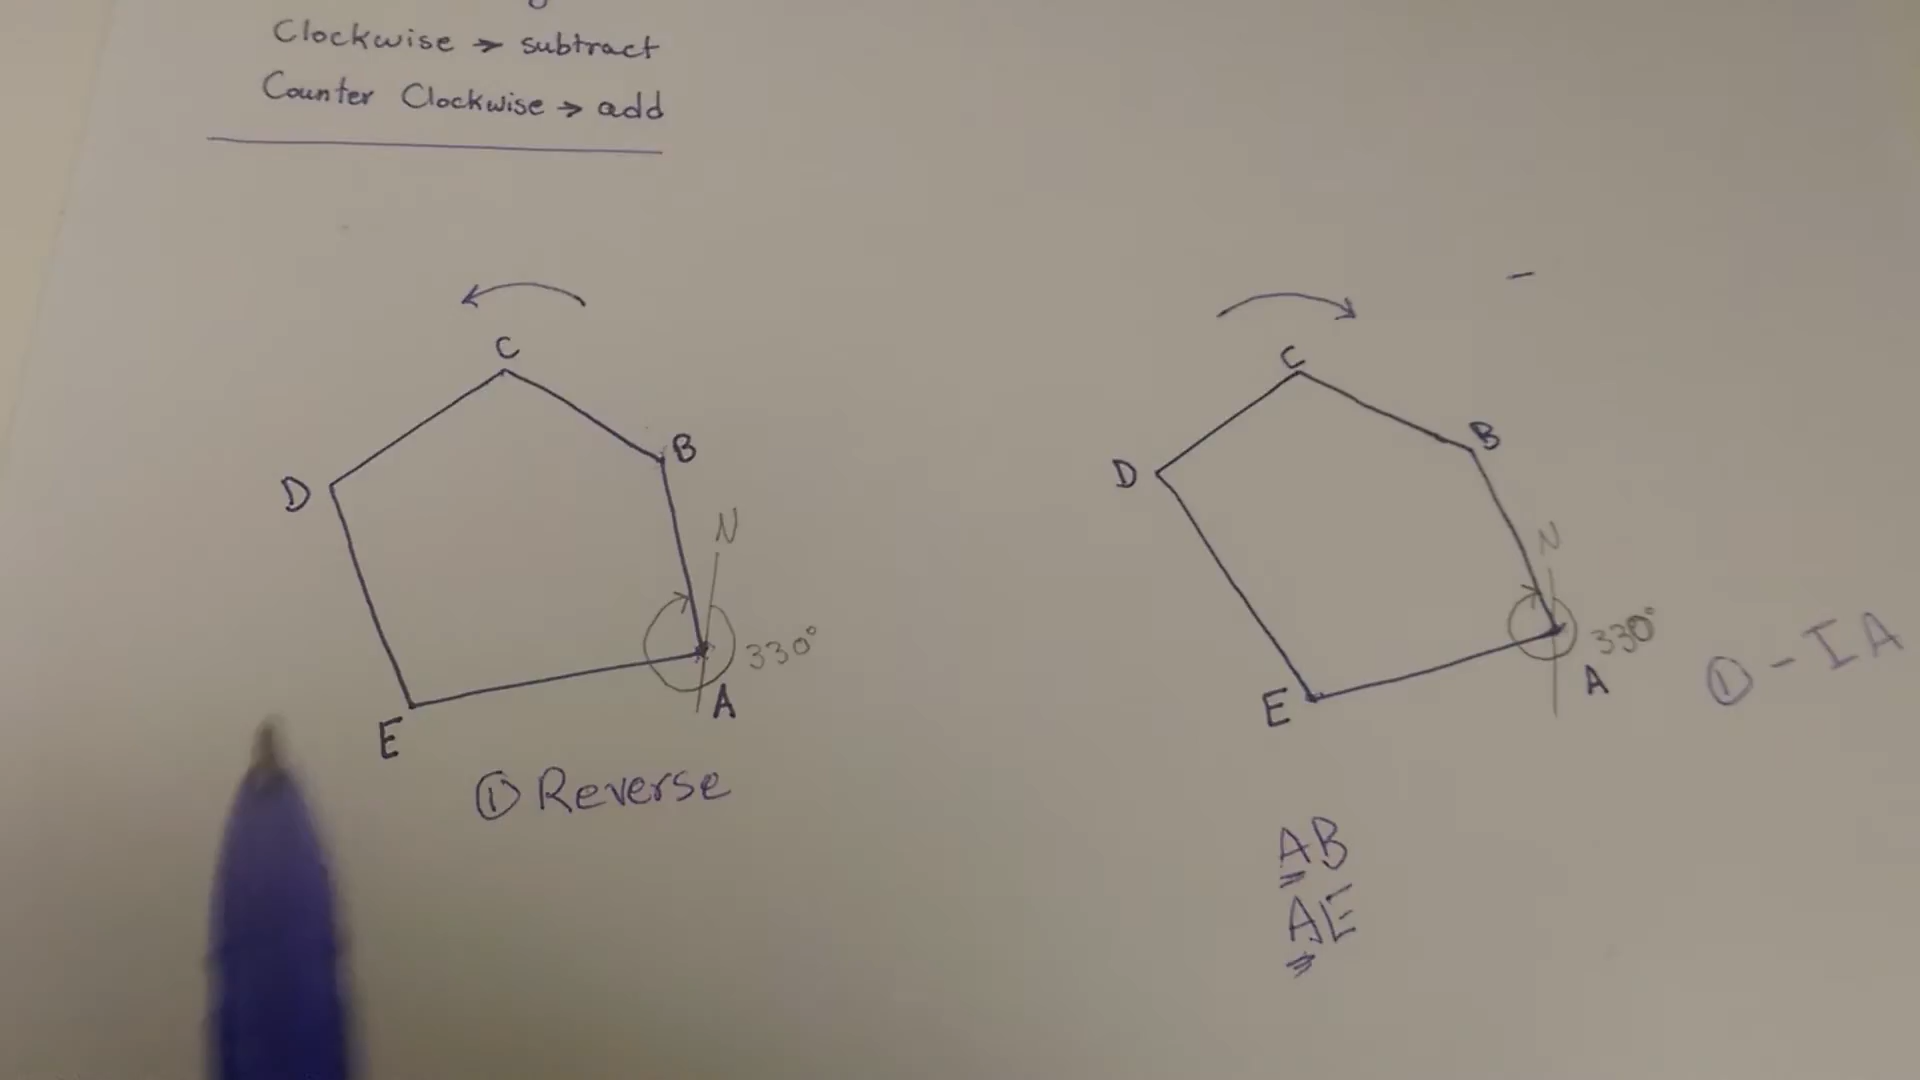 Clockwise → subtract
Counter Clockwise → add
C
B
D
N
330°
A
E
① Reverse
–
C
B
D
N
330°
A
E
① - IA
AB
AE